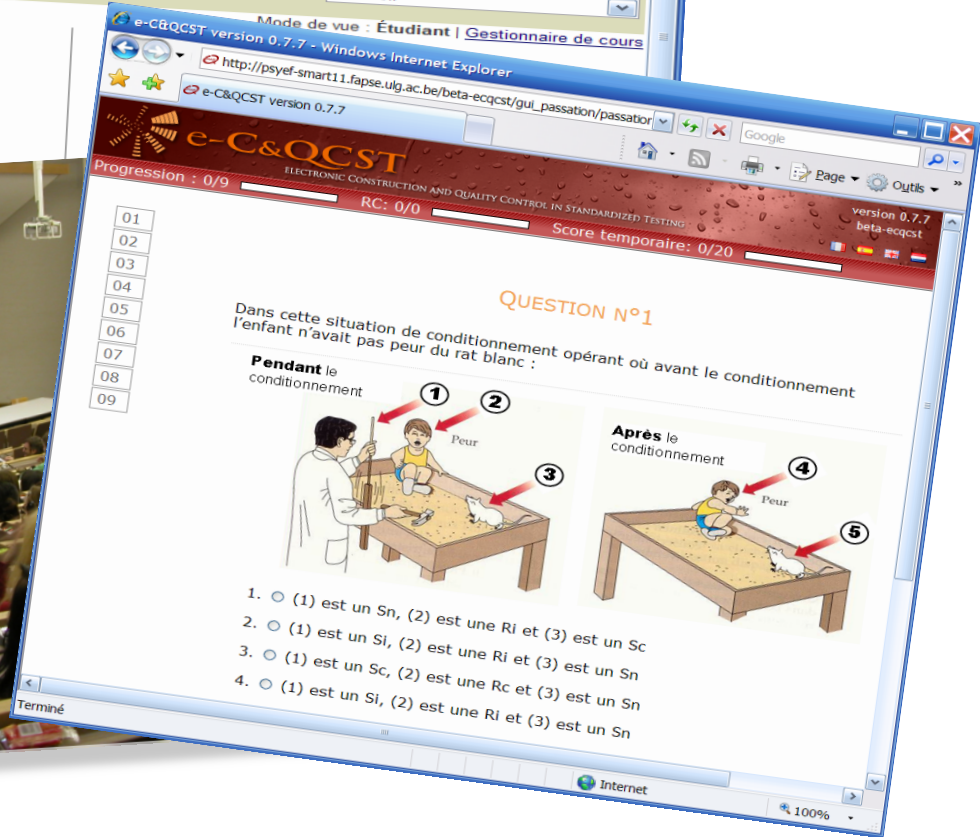 Mode de vue : Étudiant | Gestionnaire de cours
e-C&QCST version 0.7.7 - Windows Internet Explorer
http://psyef-smart11.fapse.ulg.ac.be/beta-ecqcst/gui_passation/passation
Google
e-C&QCST version 0.7.7
Page
Outils
»
e-C&QCST
ELECTRONIC CONSTRUCTION AND QUALITY CONTROL IN STANDARDIZED TESTING
version 0.7.7
beta-ecqcst
Progression : 0/9
RC: 0/0
Score temporaire: 0/20
01
02
03
04
05
06
07
08
09
QUESTION N°1
Dans cette situation de conditionnement opérant où avant le conditionnement
l'enfant n'avait pas peur du rat blanc :
Pendant le
conditionnement
1
2
Peur
3
Après le
conditionnement
4
Peur
5
1. (1) est un Sn, (2) est une Ri et (3) est un Sc
2. (1) est un Si, (2) est une Ri et (3) est un Sn
3. (1) est un Sc, (2) est une Rc et (3) est un Sn
4. (1) est un Si, (2) est une Ri et (3) est un Sn
Terminé
Internet
100%